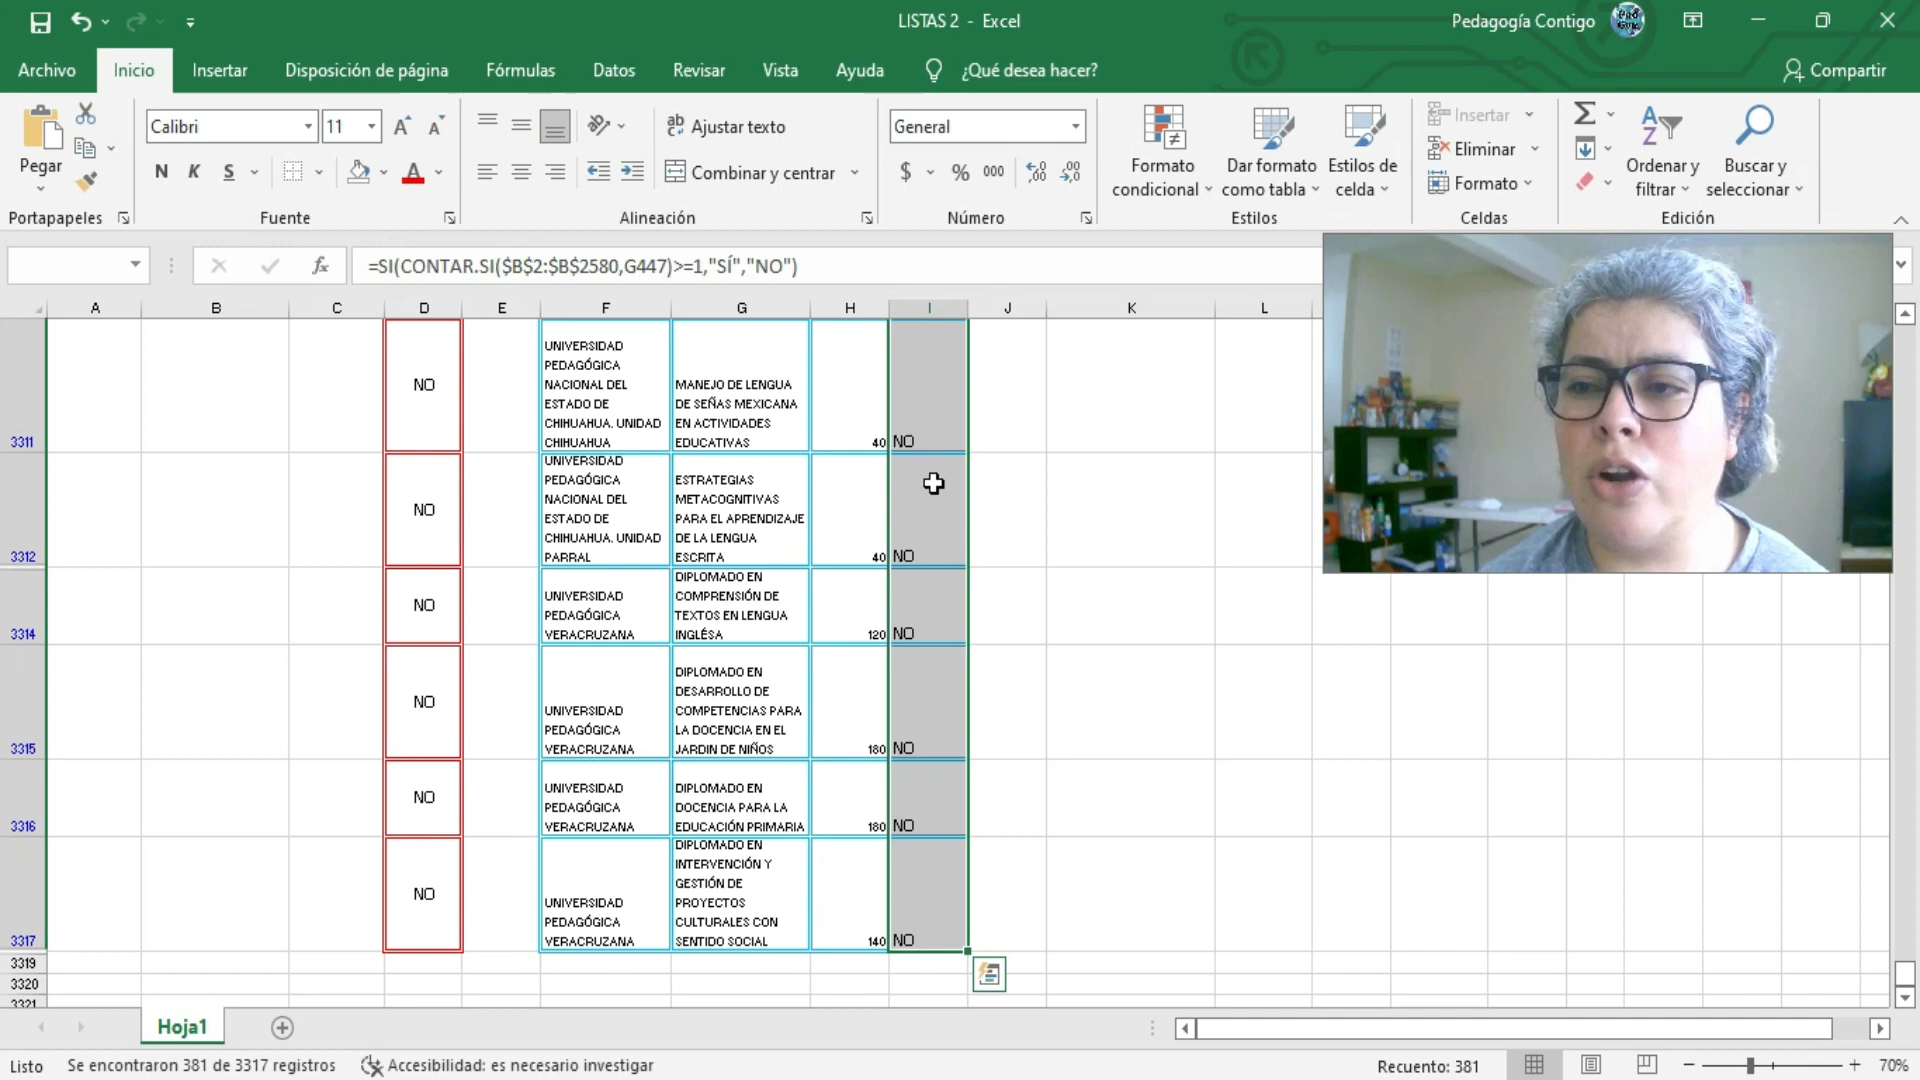 LISTAS 2 - Excel
Pedagogía Contigo
Archivo
Inicio
Insertar
Disposición de página
Fórmulas
Datos
Revisar
Vista
Ayuda
¿Qué desea hacer?
Compartir
Pegar
Portapapeles
Calibri
11
N K S
Fuente
Ajustar texto
Combinar y centrar
Alineación
General
$ % 000
Número
Formato condicional
Dar formato como tabla
Estilos de celda
Estilos
Insertar
Eliminar
Formato
Celdas
Ordenar y filtrar
Buscar y seleccionar
Edición
fx
=SI(CONTAR.SI($B$2:$B$2580,G447)>=1,"SÍ","NO")
A B C D E F G H I J K L
3311
NO
UNIVERSIDAD
PEDAGÓGICA
NACIONAL DEL
ESTADO DE
CHIHUAHUA. UNIDAD
CHIHUAHUA
MANEJO DE LENGUA
DE SEÑAS MEXICANA
EN ACTIVIDADES
EDUCATIVAS
40
NO
3312
NO
UNIVERSIDAD
PEDAGÓGICA
NACIONAL DEL
ESTADO DE
CHIHUAHUA. UNIDAD
PARRAL
ESTRATEGIAS
METACOGNITIVAS
PARA EL APRENDIZAJE
DE LA LENGUA
ESCRITA
40
NO
3314
NO
UNIVERSIDAD
PEDAGÓGICA
VERACRUZANA
DIPLOMADO EN
COMPRENSIÓN DE
TEXTOS EN LENGUA
INGLÉSA
120
NO
3315
NO
UNIVERSIDAD
PEDAGÓGICA
VERACRUZANA
DIPLOMADO EN
DESARROLLO DE
COMPETENCIAS PARA
LA DOCENCIA EN EL
JARDIN DE NIÑOS
180
NO
3316
NO
UNIVERSIDAD
PEDAGÓGICA
VERACRUZANA
DIPLOMADO EN
DOCENCIA PARA LA
EDUCACIÓN PRIMARIA
180
NO
3317
NO
UNIVERSIDAD
PEDAGÓGICA
VERACRUZANA
DIPLOMADO EN
INTERVENCIÓN Y
GESTIÓN DE
PROYECTOS
CULTURALES CON
SENTIDO SOCIAL
140
NO
3319
3320
3321
Hoja1
Listo
Se encontraron 381 de 3317 registros
Accesibilidad: es necesario investigar
Recuento: 381
70%